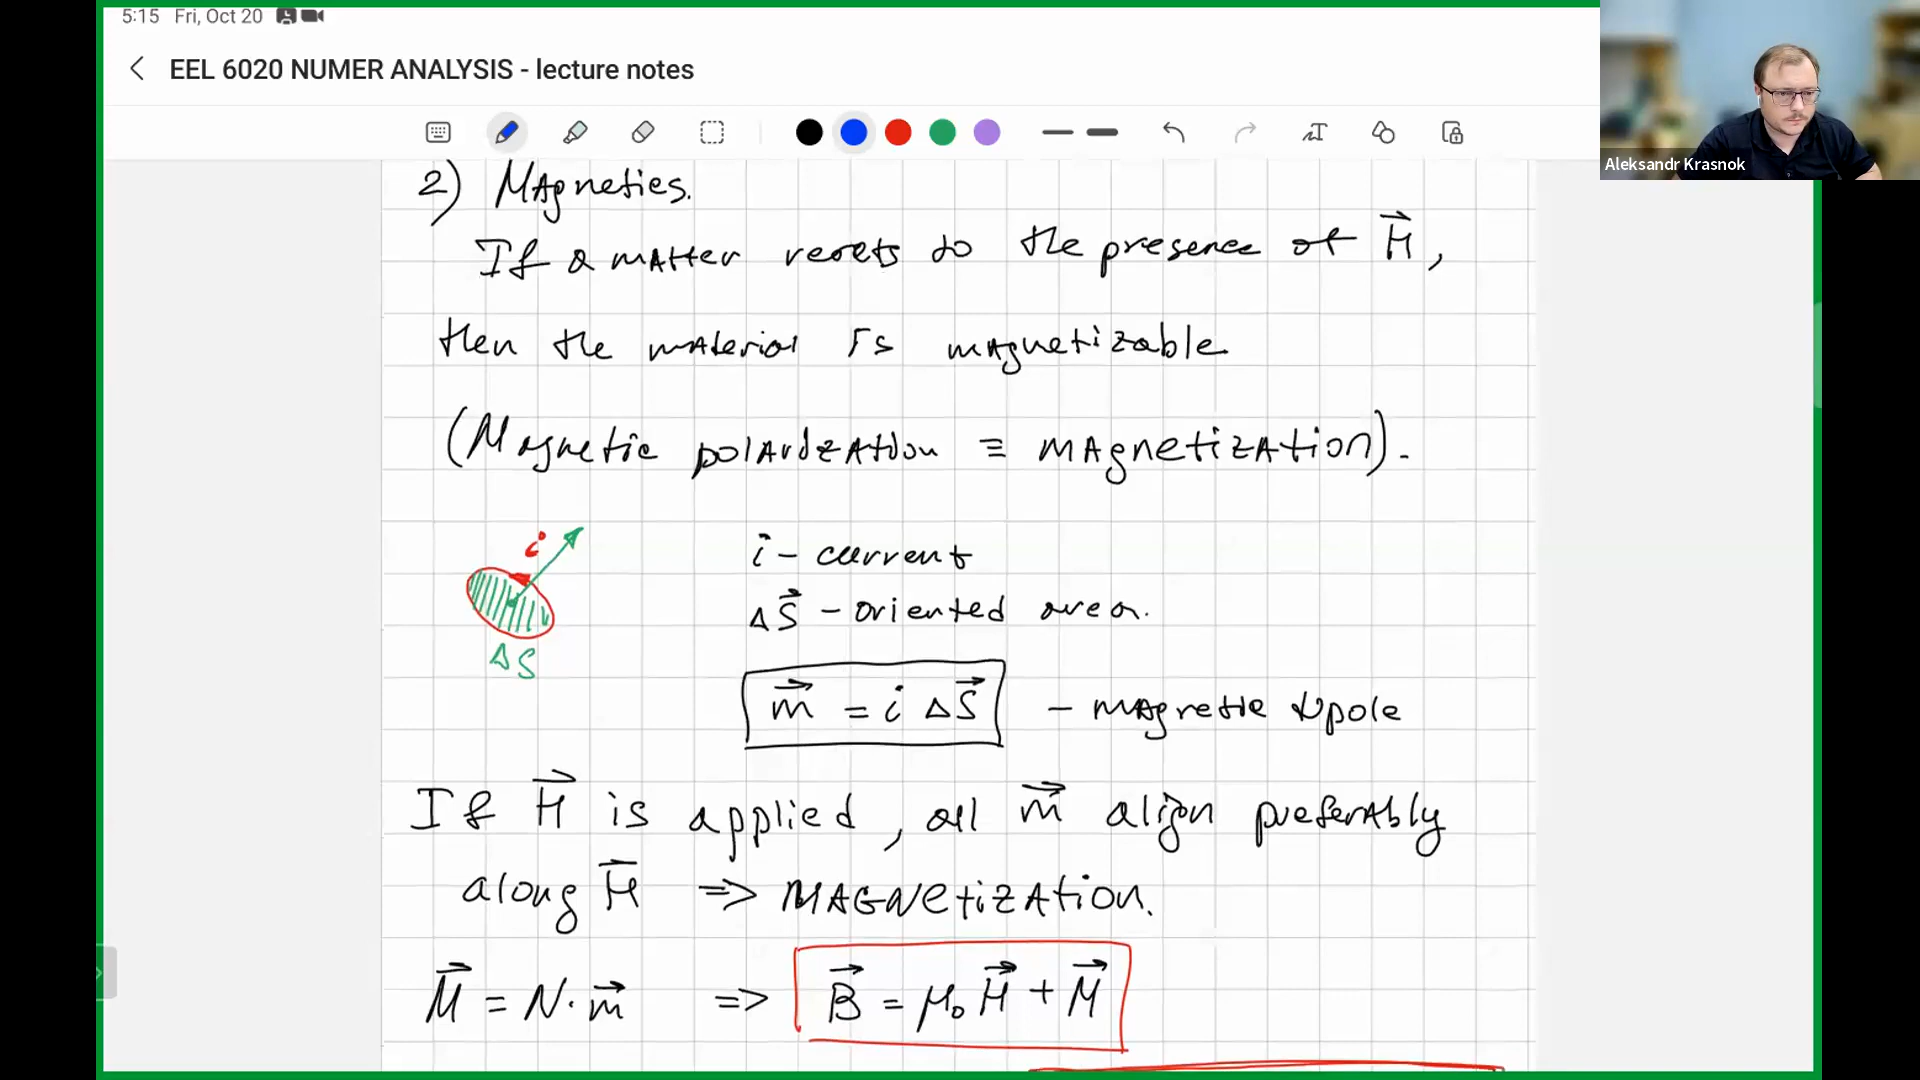 5:15 Fri, Oct 20
EEL 6020 NUMER ANALYSIS - lecture notes
Aleksandr Krasnok
2) Magnetics.
If a matter reacts to the presence of H⃗,
then the material is magnetizable
(Magnetic polarization ≡ magnetization).
i
ΔS
i - current
ΔS⃗ - oriented area.
m⃗ = i ΔS⃗ - magnetic dipole
If H⃗ is applied, all m⃗ align preferably
along H⃗ => MAGNetizAtion.
M⃗ = N·m⃗ => B⃗ = μ₀ H⃗ + M⃗